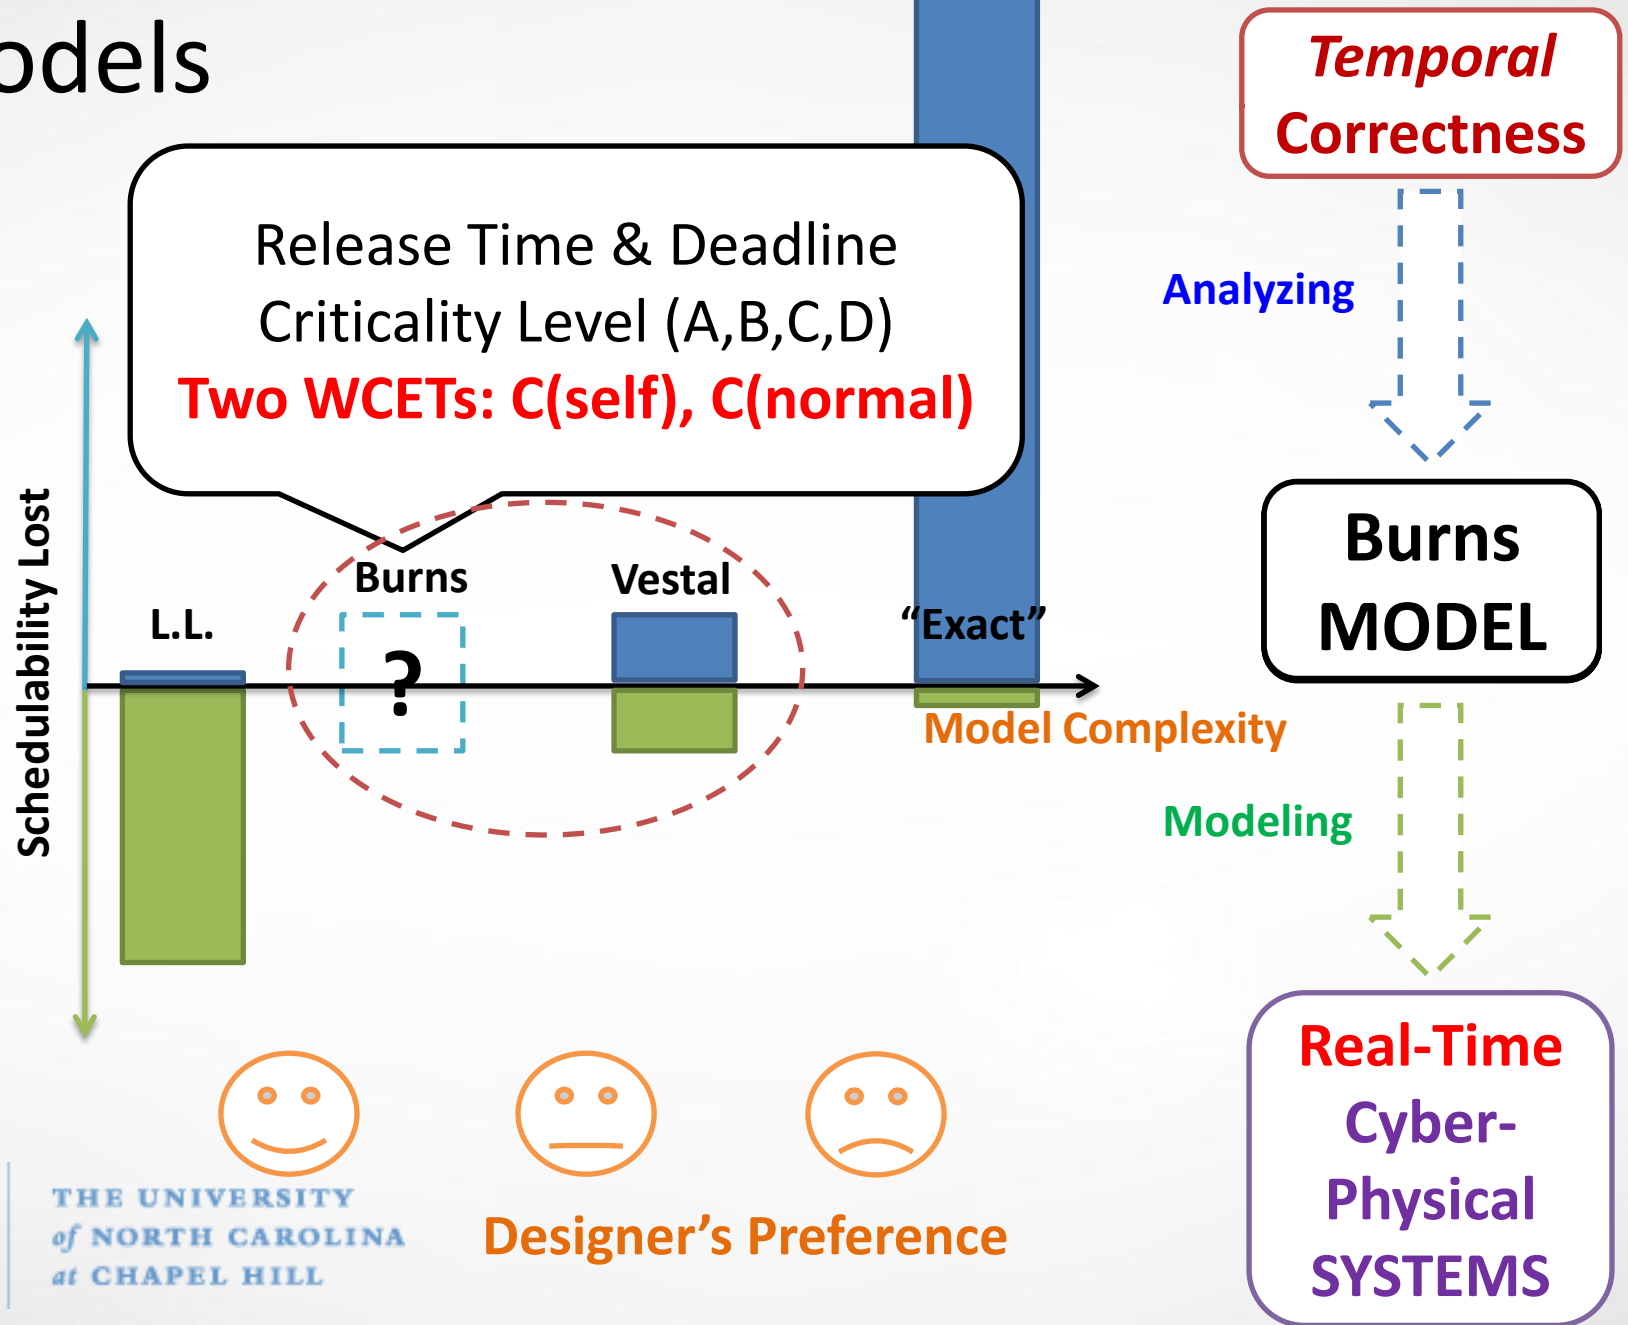 odels
Temporal
Correctness
Release Time & Deadline
Criticality Level (A,B,C,D)
Two WCETs: C(self), C(normal)
Analyzing
Schedulability Lost
L.L.
Burns
?
Vestal
“Exact”
Model Complexity
Burns
MODEL
Modeling
Real-Time
Cyber-
Physical
SYSTEMS
Designer’s Preference
THE UNIVERSITY
of NORTH CAROLINA
at CHAPEL HILL